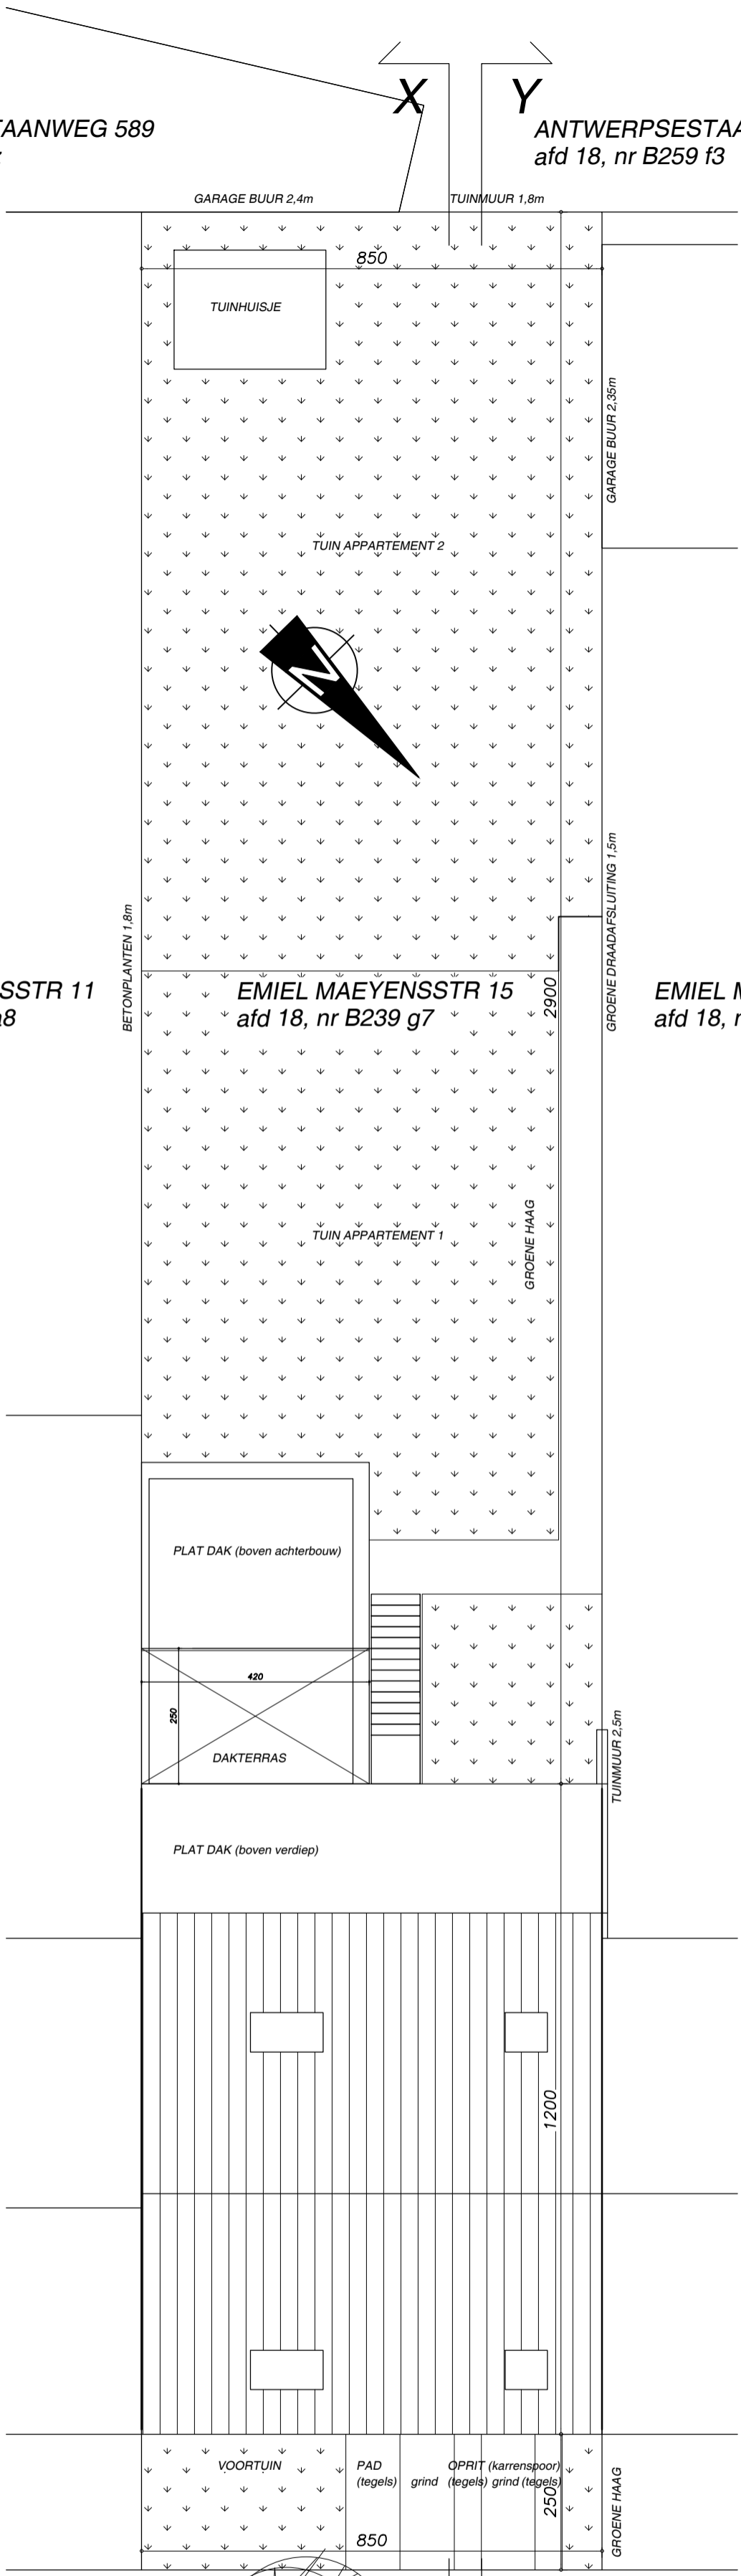 X
Y
TAANWEG 589
ANTWERPSESTAA
afd 18, nr B259 f3
GARAGE BUUR 2,4m
TUINMUUR 1,8m
850
TUINHUISJE
GARAGE BUUR 2,35m
TUIN APPARTEMENT 2
N
GROENE DRAADAFSLUITING 1,5m
BETONPLANTEN 1,8m
SSTR 11
a8
EMIEL MAEYENSSTR 15
afd 18, nr B239 g7
2900
EMIEL M
afd 18, n
GROENE HAAG
TUIN APPARTEMENT 1
PLAT DAK (boven achterbouw)
420
250
DAKTERRAS
TUINMUUR 2,5m
PLAT DAK (boven verdiep)
1200
VOORTUIN
PAD
(tegels)
grind
OPRIT (karrenspoor)
(tegels) grind (tegels)
250
GROENE HAAG
850